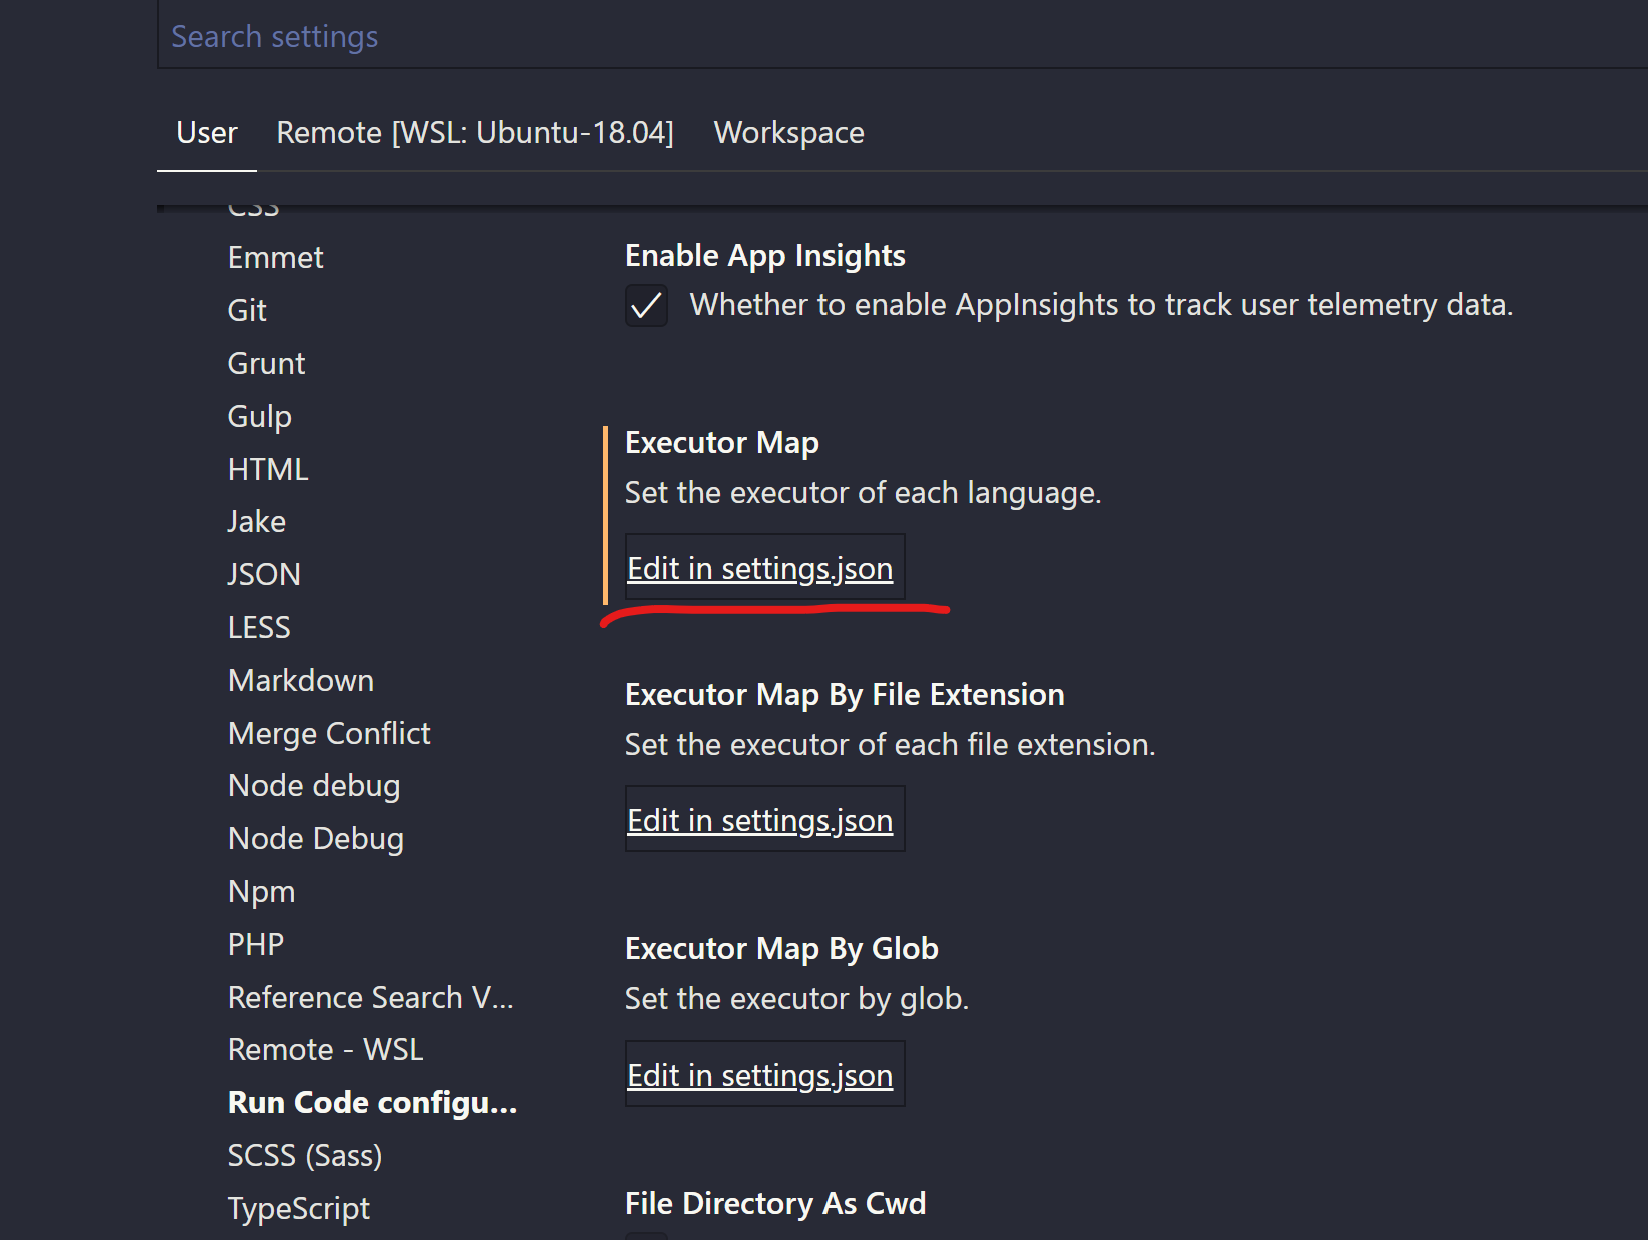 Search settings
User
Remote [WSL: Ubuntu-18.04]
Workspace
CSS
Emmet
Git
Grunt
Gulp
HTML
Jake
JSON
LESS
Markdown
Merge Conflict
Node debug
Node Debug
Npm
PHP
Reference Search V...
Remote - WSL
Run Code configu...
SCSS (Sass)
TypeScript
Enable App Insights
Whether to enable AppInsights to track user telemetry data.
Executor Map
Set the executor of each language.
Edit in settings.json
Executor Map By File Extension
Set the executor of each file extension.
Edit in settings.json
Executor Map By Glob
Set the executor by glob.
Edit in settings.json
File Directory As Cwd